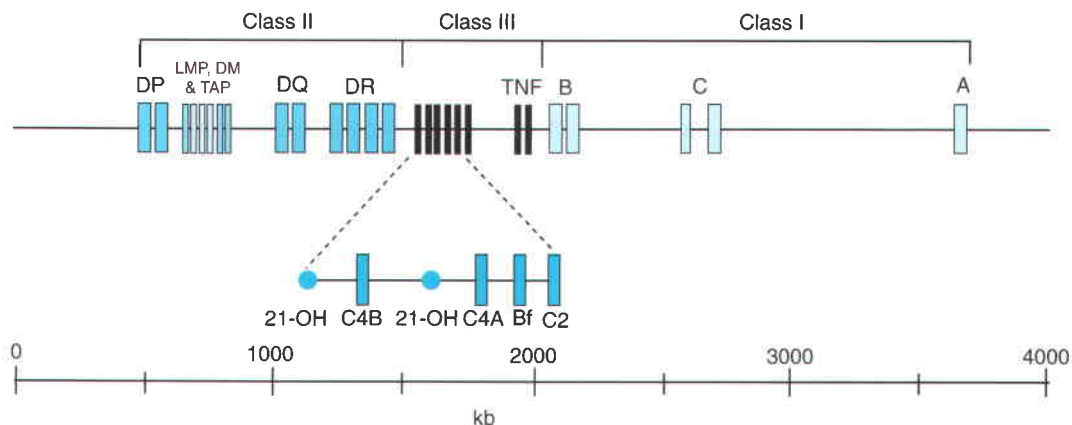 Class II Class III Class I
DP LMP, DM & TAP DQ DR TNF B C A
21-OH C4B 21-OH C4A Bf C2
0 1000 2000 3000 4000
kb